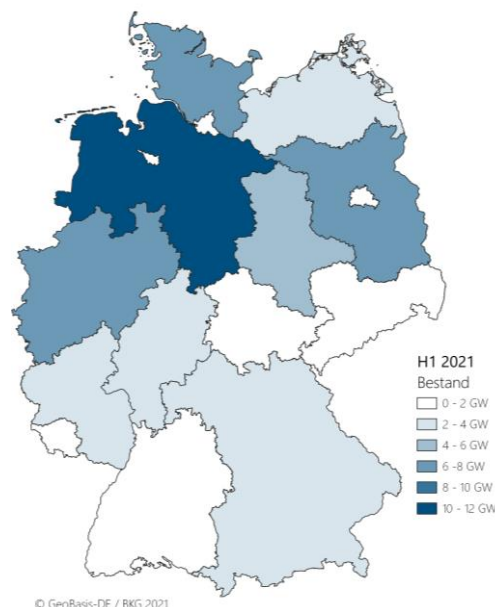 H1 2021
Bestand
0 - 2 GW
2 - 4 GW
4 - 6 GW
6 -8 GW
8 - 10 GW
10 - 12 GW
© GeoBasis-DE / BKG 2021